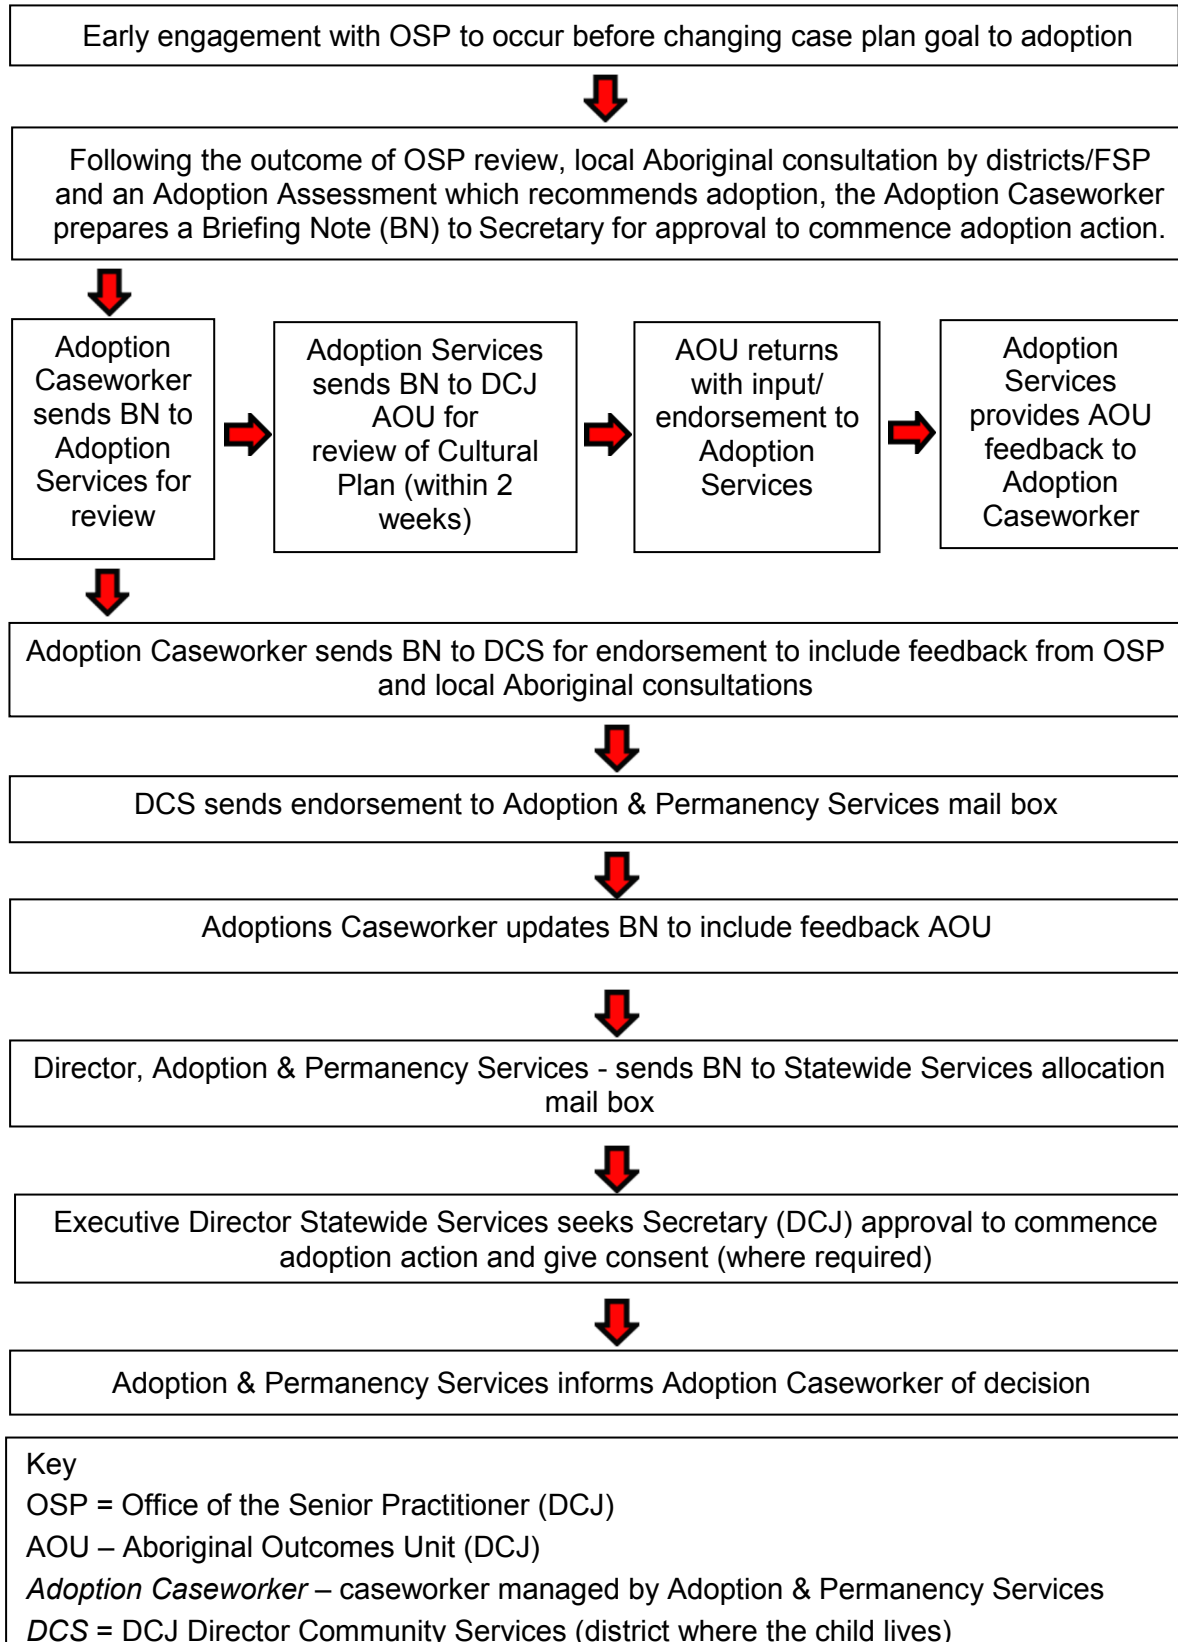 Early engagement with OSP to occur before changing case plan goal to adoption
Following the outcome of OSP review, local Aboriginal consultation by districts/FSP
and an Adoption Assessment which recommends adoption, the Adoption Caseworker
prepares a Briefing Note (BN) to Secretary for approval to commence adoption action.
Adoption
Caseworker
sends BN to
Adoption
Services for
review
Adoption Services
sends BN to DCJ
AOU for
review of Cultural
Plan (within 2
weeks)
AOU returns
with input/
endorsement to
Adoption
Services
Adoption
Services
provides AOU
feedback to
Adoption
Caseworker
Adoption Caseworker sends BN to DCS for endorsement to include feedback from OSP
and local Aboriginal consultations
DCS sends endorsement to Adoption & Permanency Services mail box
Adoptions Caseworker updates BN to include feedback AOU
Director, Adoption & Permanency Services - sends BN to Statewide Services allocation
mail box
Executive Director Statewide Services seeks Secretary (DCJ) approval to commence
adoption action and give consent (where required)
Adoption & Permanency Services informs Adoption Caseworker of decision
Key
OSP = Office of the Senior Practitioner (DCJ)
AOU – Aboriginal Outcomes Unit (DCJ)
Adoption Caseworker – caseworker managed by Adoption & Permanency Services
DCS = DCJ Director Community Services (district where the child lives)